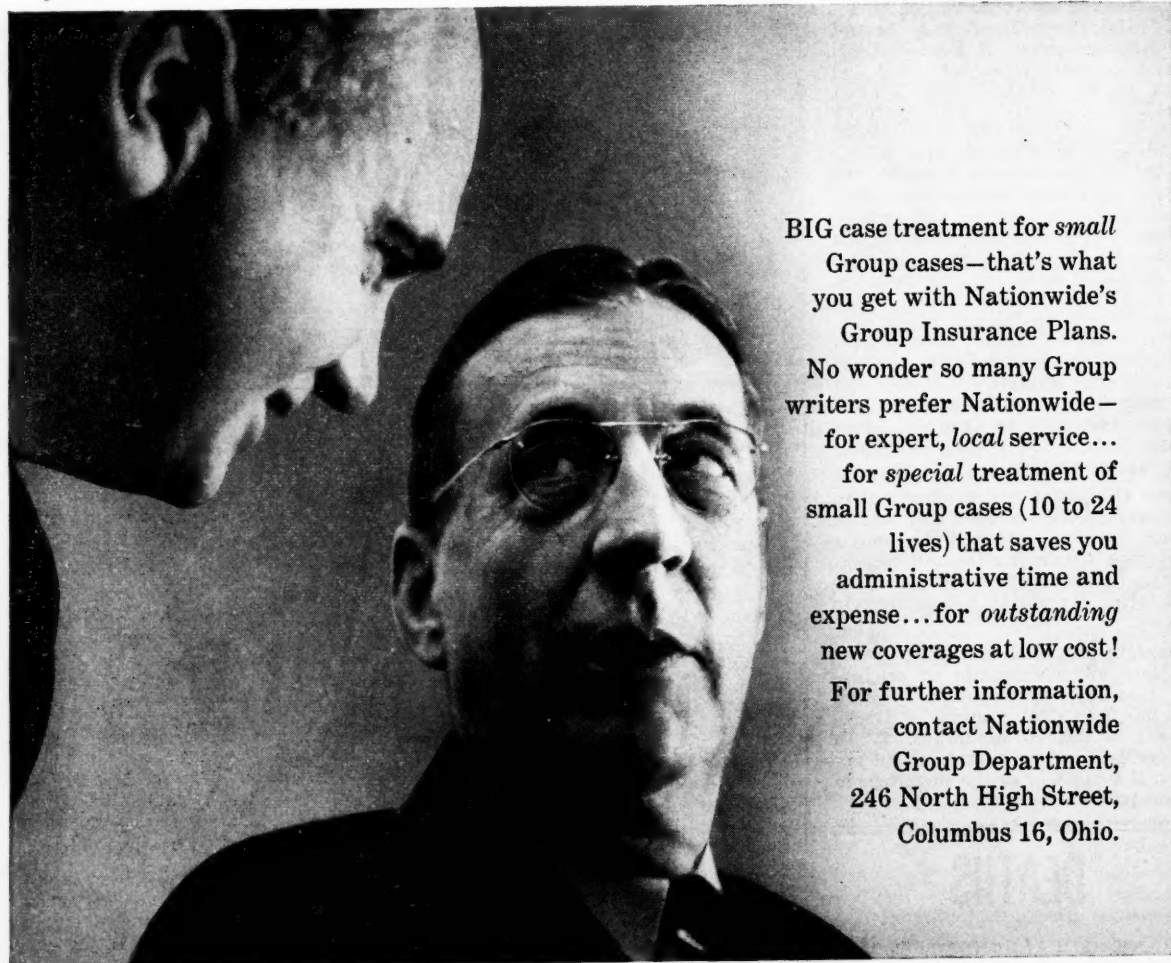 BIG case treatment for small
Group cases—that's what
you get with Nationwide's
Group Insurance Plans.
No wonder so many Group
writers prefer Nationwide—
for expert, local service...
for special treatment of
small Group cases (10 to 24
lives) that saves you
administrative time and
expense...for outstanding
new coverages at low cost!
For further information,
contact Nationwide
Group Department,
246 North High Street,
Columbus 16, Ohio.